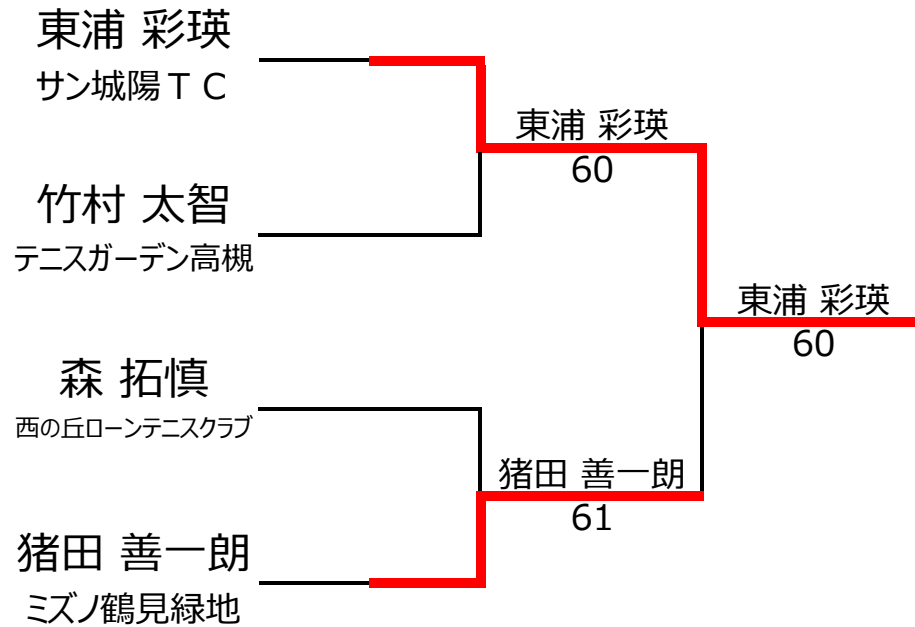 東浦 彩瑛
サン城陽ＴＣ
東浦 彩瑛
60
竹村 太智
テニスガーデン高槻
東浦 彩瑛
60
森 拓慎
西の丘ローンテニスクラブ
猪田 善一朗
61
猪田 善一朗
ミズノ鶴見緑地